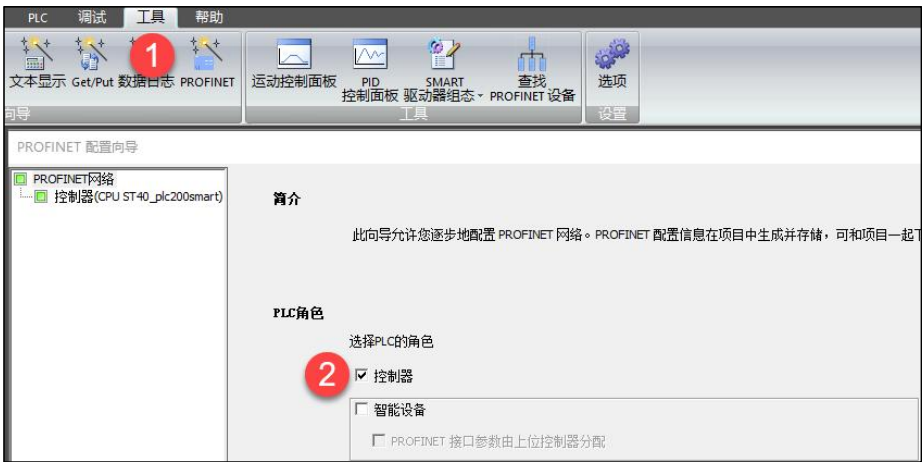 PLC 调试 工具 帮助
1
文本显示 Get/Put 数据日志 PROFINET 运动控制面板 PID SMART 查找 选项
控制面板 驱动器组态 PROFINET 设备
向导 工具 设置
PROFINET 配置向导
PROFINET网络
控制器(CPU ST40_plc200smart)
简介
此向导允许您逐步地配置 PROFINET 网络。PROFINET 配置信息在项目中生成并存储，可和项目一起
PLC角色
选择PLC的角色
2 控制器
智能设备
PROFINET 接口参数由上位控制器分配